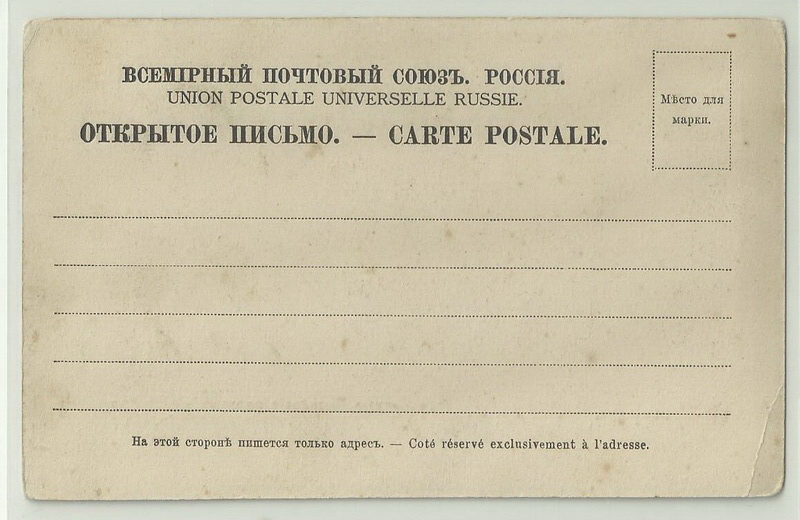 ВСЕМІРНЫЙ ПОЧТОВЫЙ СОЮЗЪ. РОССІЯ.
UNION POSTALE UNIVERSELLE RUSSIE.
ОТКРЫТОЕ ПИСЬМО. — CARTE POSTALE.
Мѣсто для
марки.
На этой сторонѣ пишется только адресъ. — Coté réservé exclusivement à l'adresse.